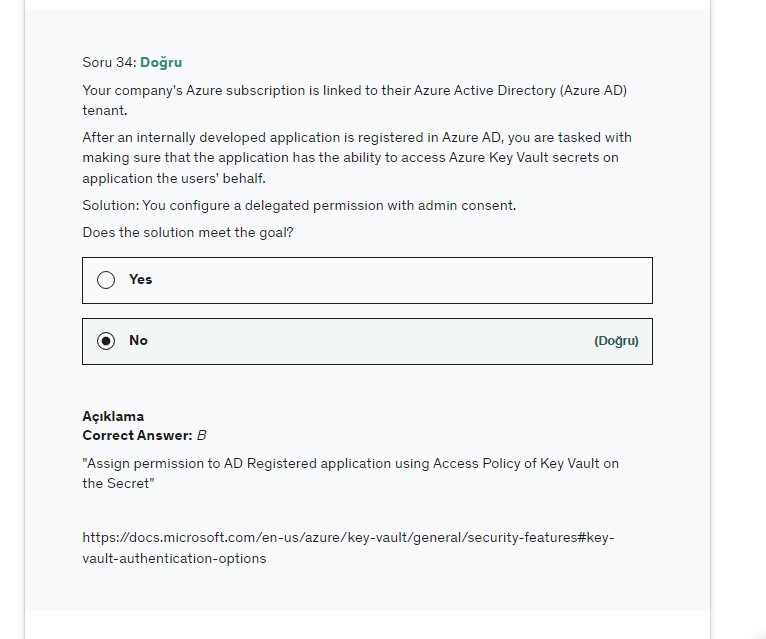 Soru 34: Doğru
Your company's Azure subscription is linked to their Azure Active Directory (Azure AD)
tenant.
After an internally developed application is registered in Azure AD, you are tasked with
making sure that the application has the ability to access Azure Key Vault secrets on
application the users' behalf.
Solution: You configure a delegated permission with admin consent.
Does the solution meet the goal?
Yes
No (Doğru)
Açıklama
Correct Answer: B
"Assign permission to AD Registered application using Access Policy of Key Vault on
the Secret"
https://docs.microsoft.com/en-us/azure/key-vault/general/security-features#key-
vault-authentication-options